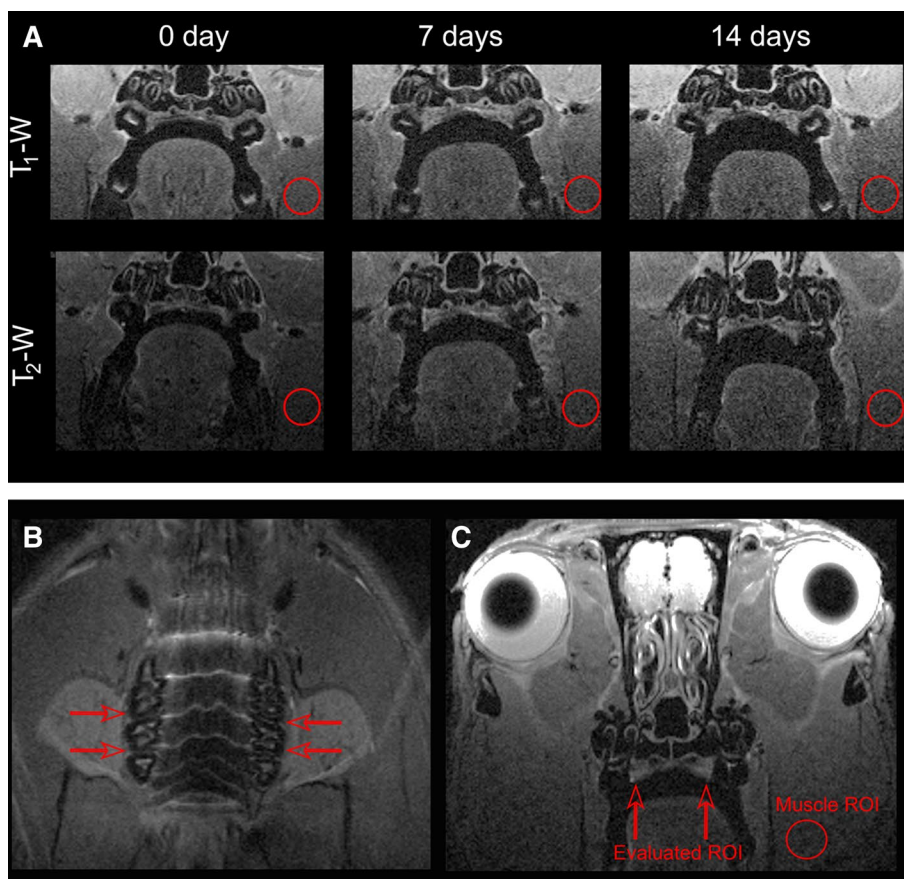 A
0 day
7 days
14 days
T₁-W
T₂-W
B
C
Muscle ROI
Evaluated ROI